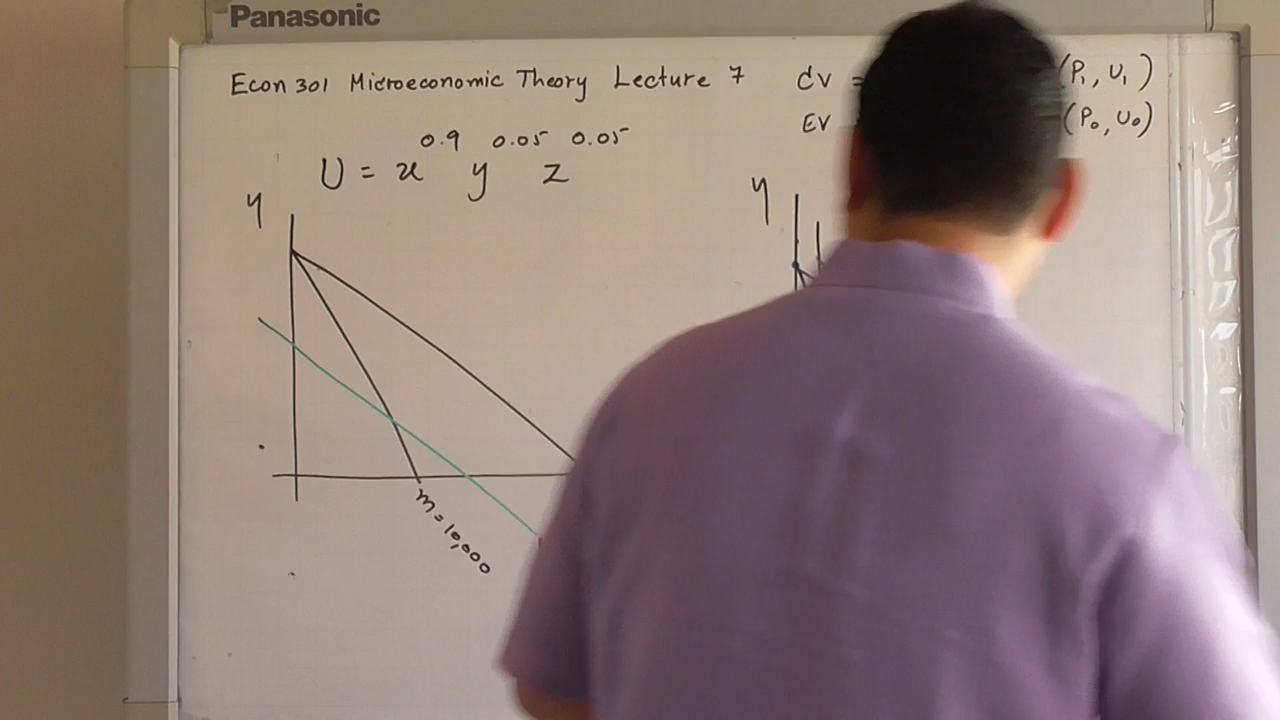 Panasonic
Econ 301 Microeconomic Theory Lecture 7
CV = (P₁, U₁)
EV (P₀, U₀)
0.9 0.05 0.05
U = x y z
y
y
m = 10,000